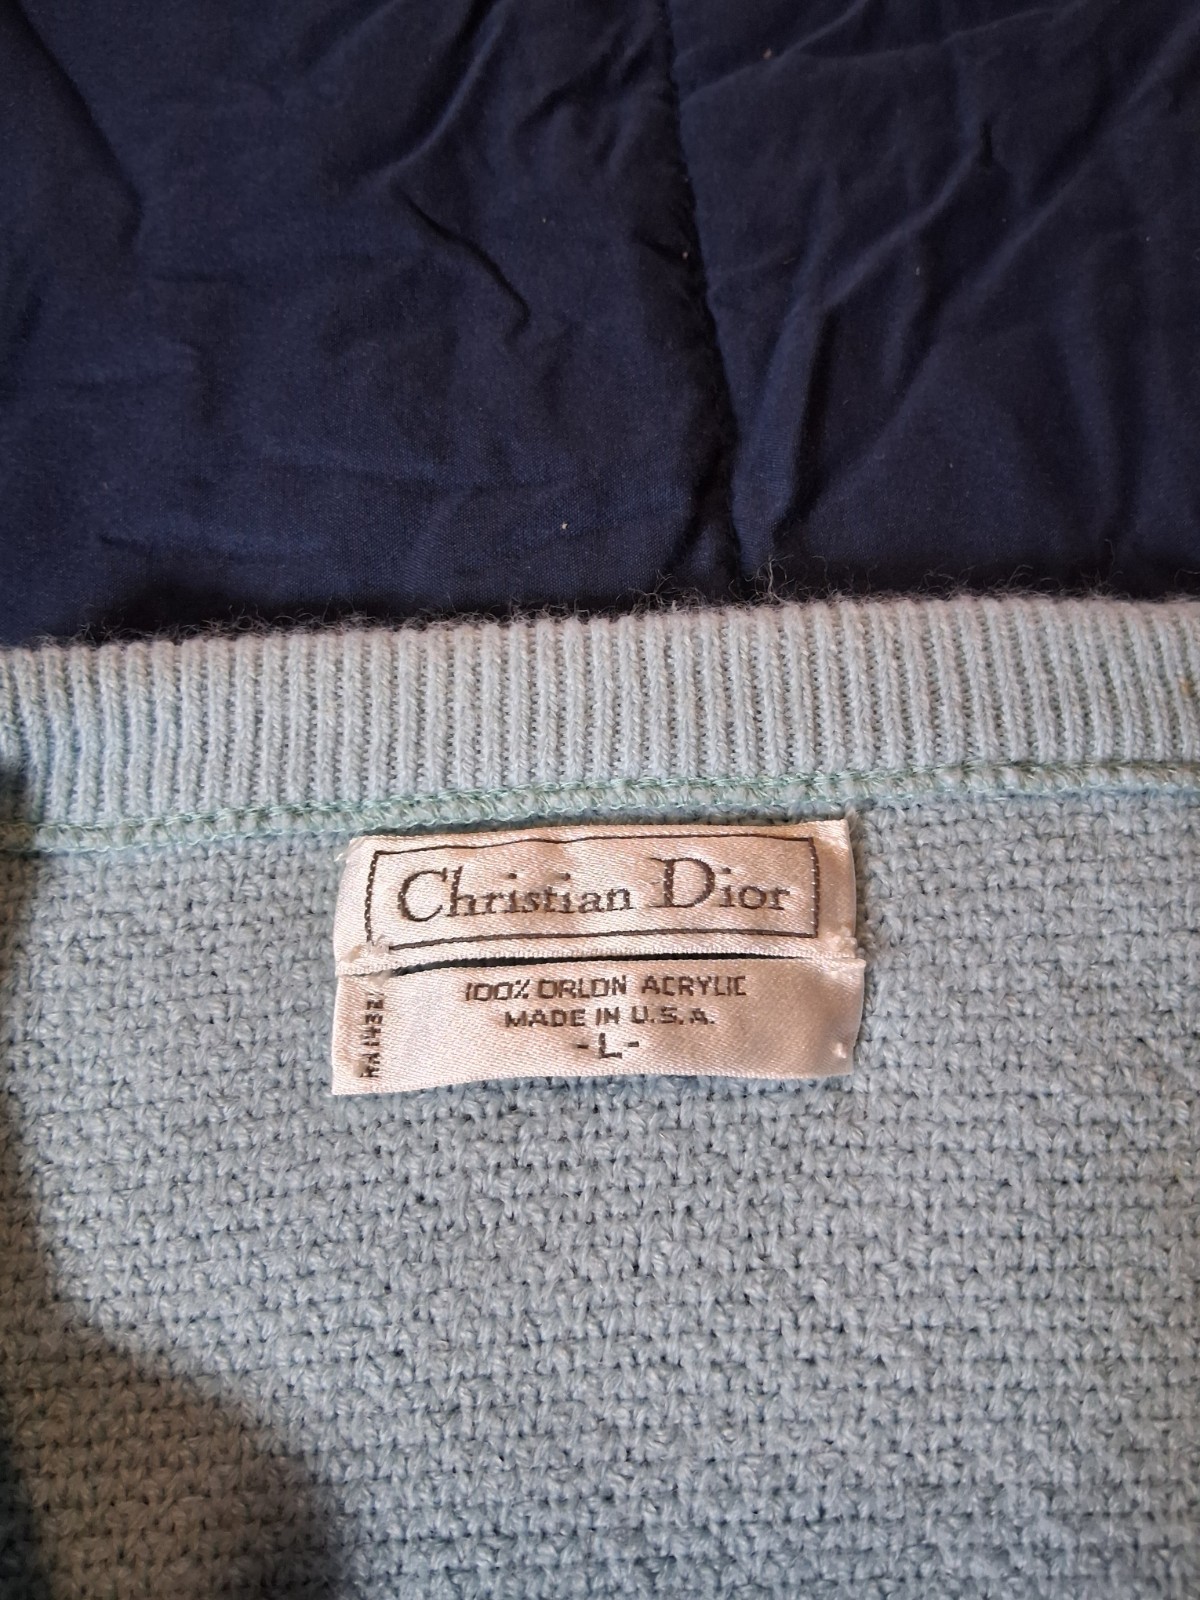 Christian Dior
100% ORLON ACRYLIC
MADE IN U.S.A.
-L-